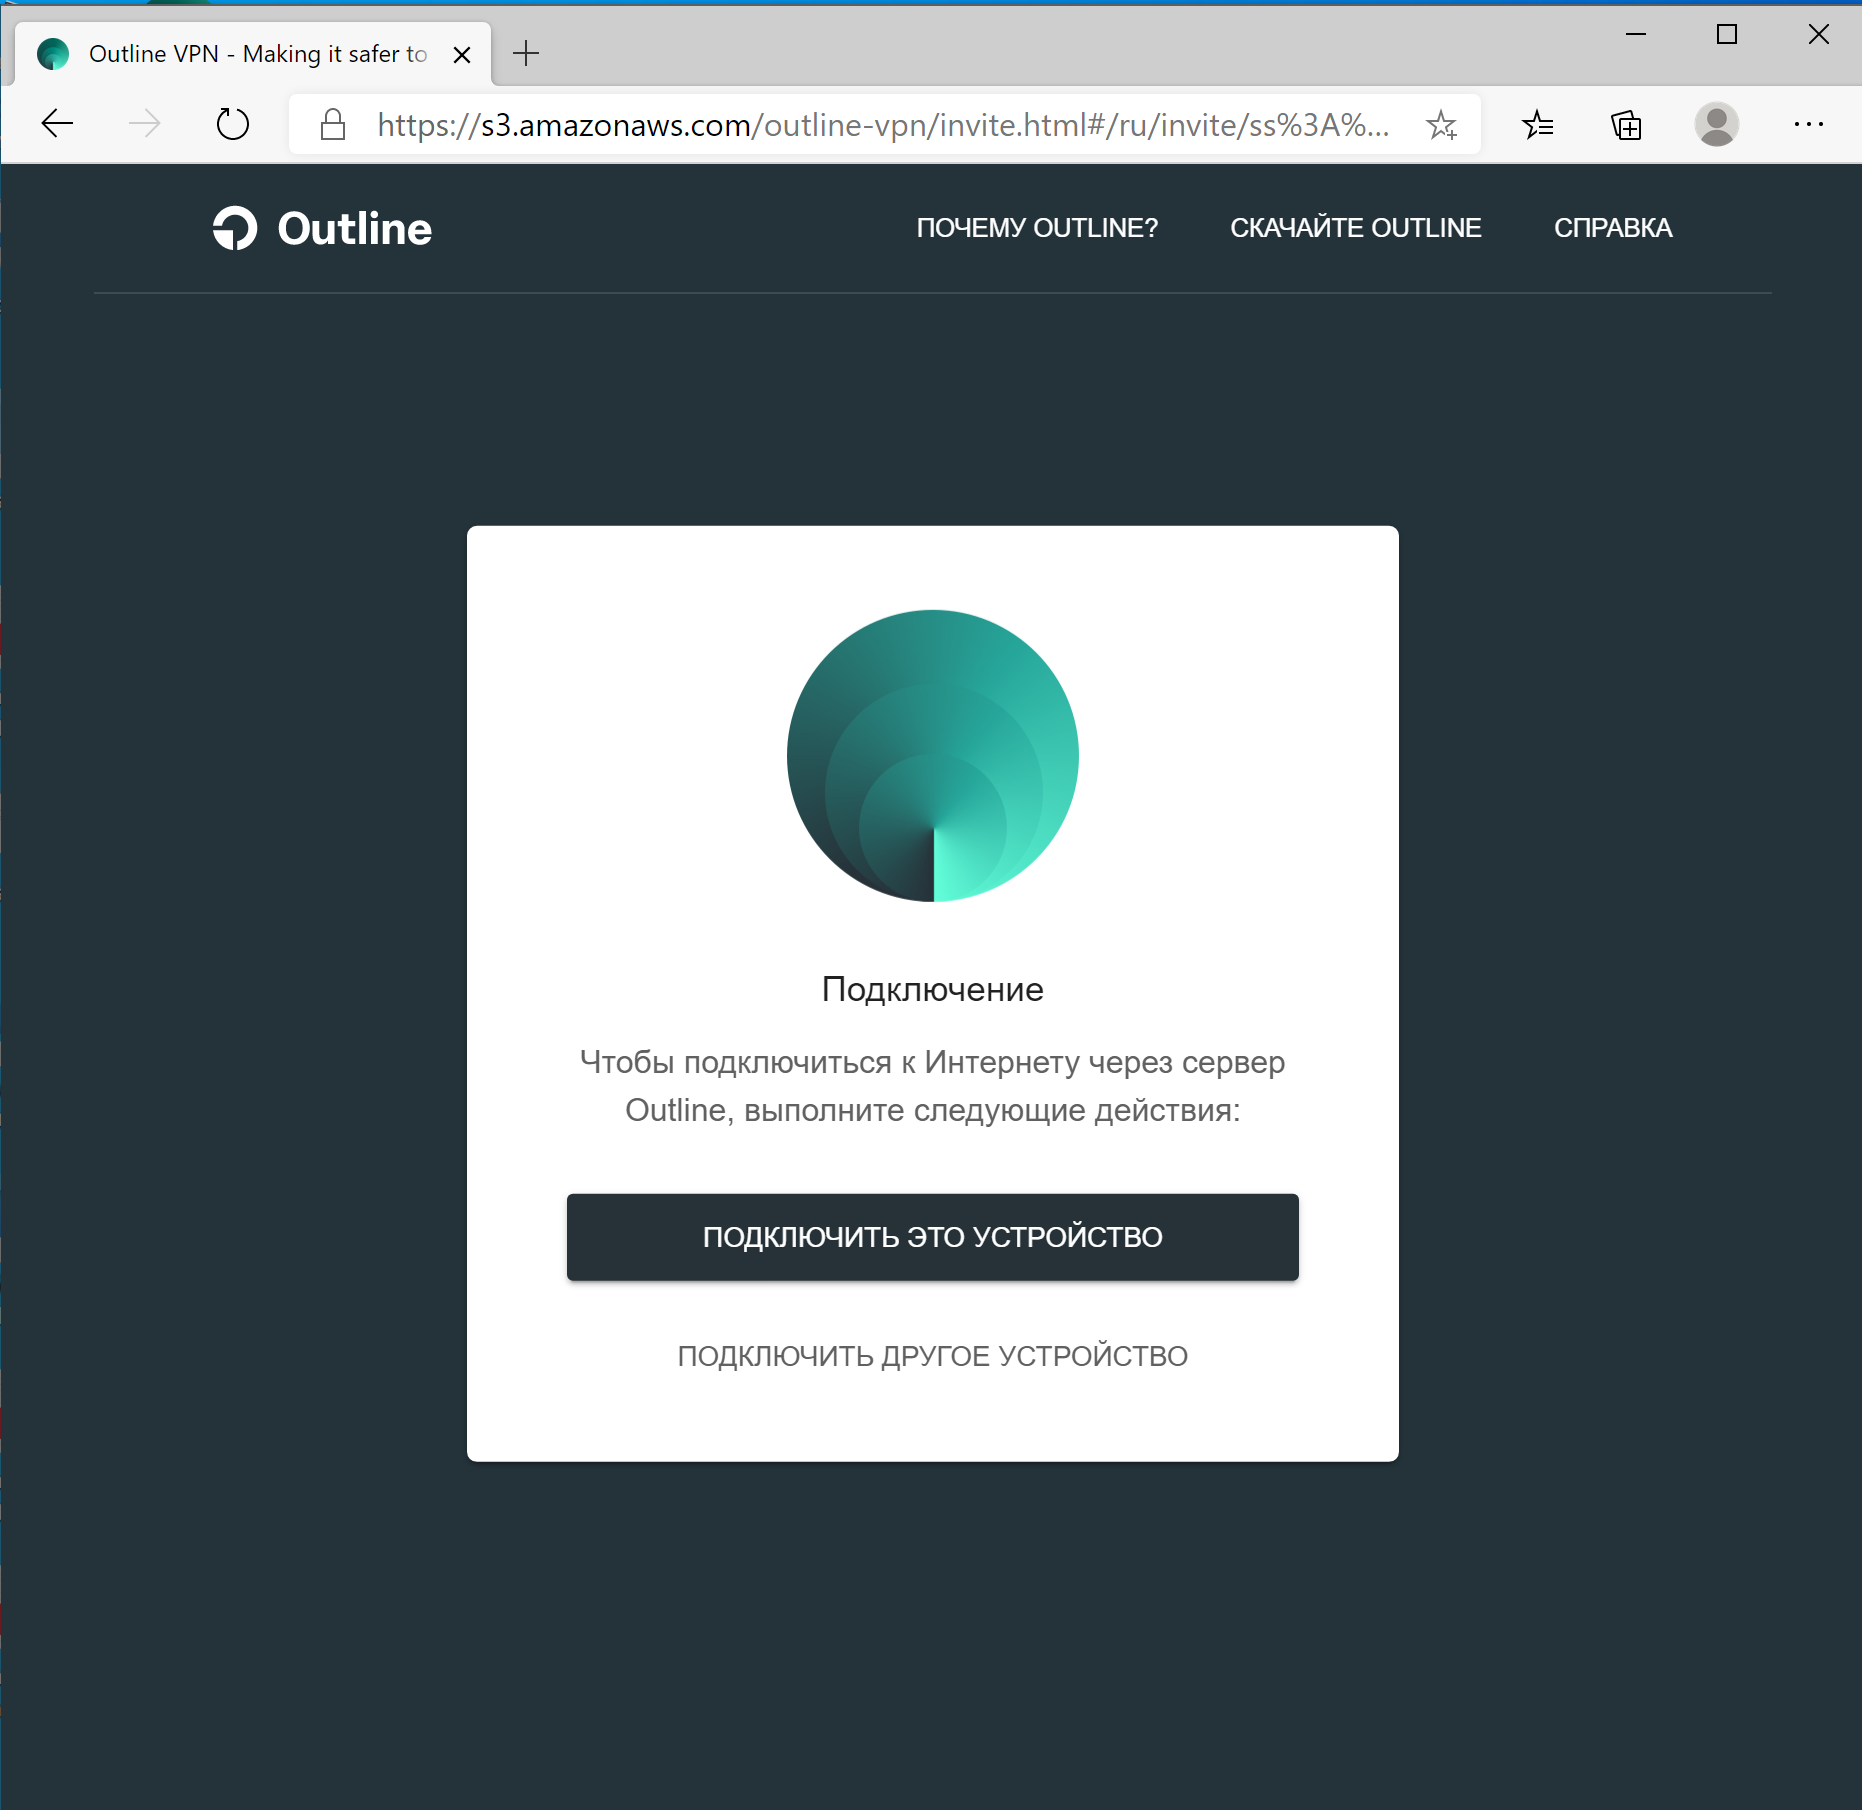 Outline VPN - Making it safer to
https://s3.amazonaws.com/outline-vpn/invite.html#/ru/invite/ss%3A%...
Outline
ПОЧЕМУ OUTLINE?
СКАЧАЙТЕ OUTLINE
СПРАВКА
Подключение
Чтобы подключиться к Интернету через сервер
Outline, выполните следующие действия:
ПОДКЛЮЧИТЬ ЭТО УСТРОЙСТВО
ПОДКЛЮЧИТЬ ДРУГОЕ УСТРОЙСТВО